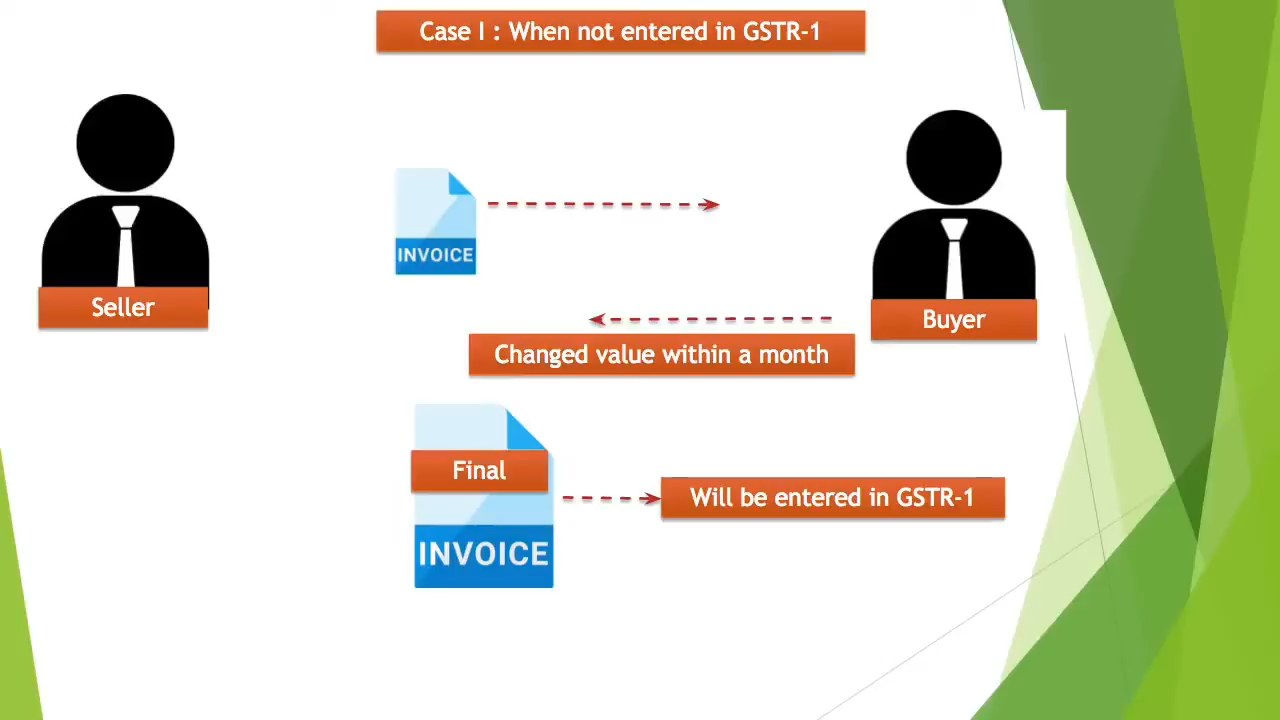 Case I : When not entered in GSTR-1
INVOICE
Seller
Buyer
Changed value within a month
Final
Will be entered in GSTR-1
INVOICE